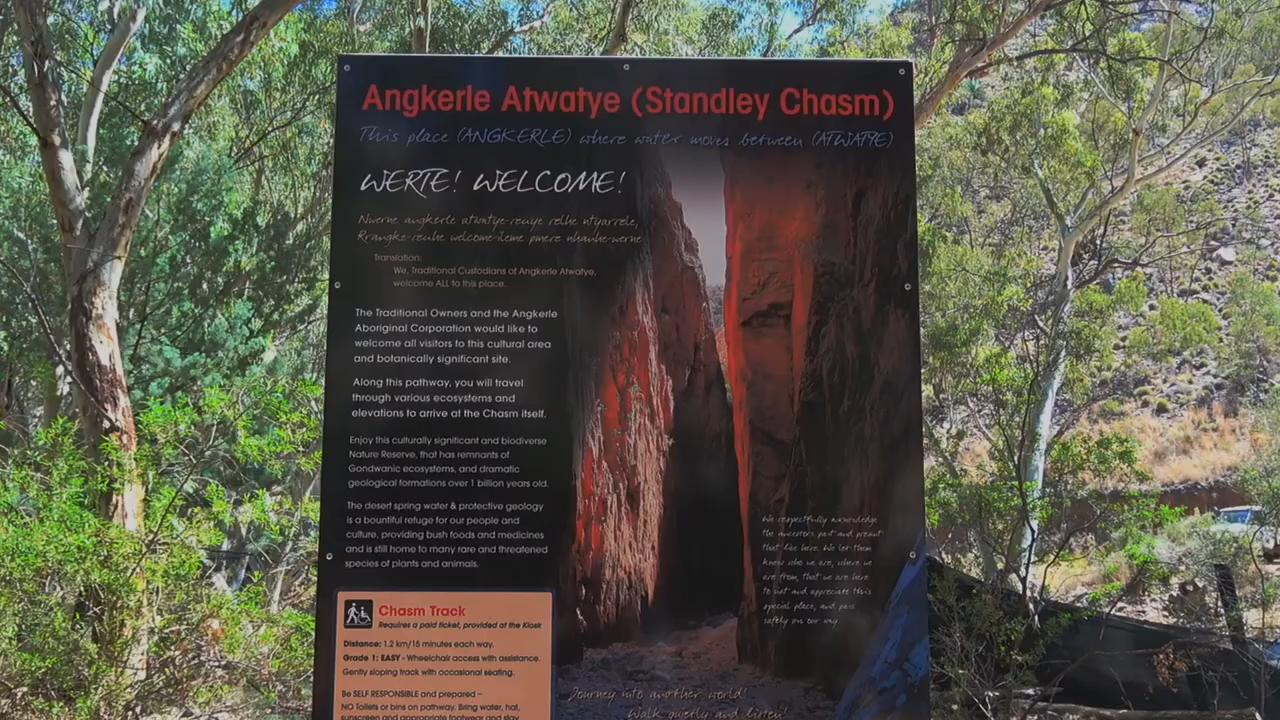 Angkerle Atwatye (Standley Chasm)
This place (ANGKERLE) where water moves between (ATWATYE)
WERTE! WELCOME!
Nwerne angkerle atwatye-reuye relhe ntyarrele,
Rrangke-reuhe welcome-ileme pmere nhanhe-werne
Translation:
We, Traditional Custodians of Angkerle Atwatye,
welcome ALL to this place.
The Traditional Owners and the Angkerle
Aboriginal Corporation would like to
welcome all visitors to this cultural area
and botanically significant site.
Along this pathway, you will travel
through various ecosystems and
elevations to arrive at the Chasm itself.
Enjoy this culturally significant and biodiverse
Nature Reserve, that has remnants of
Gondwanic ecosystems, and dramatic
geological formations over 1 billion years old.
The desert spring water & protective geology
is a bountiful refuge for our people and
culture, providing bush foods and medicines
and is still home to many rare and threatened
species of plants and animals.
We respectfully acknowledge
the ancestors past and present
that live here. We let them
know who we are, where we
are from, that we are here
to visit and appreciate this
special place, and pass
safely on our way.
Chasm Track
Requires a paid ticket, provided at the Kiosk
Distance: 1.2 km/15 minutes each way.
Grade 1: EASY - Wheelchair access with assistance.
Gently sloping track with occasional seating.
Be SELF RESPONSIBLE and prepared –
NO Toilets or bins on pathway. Bring water, hat,
sunscreen and appropriate footwear and stay
Journey into another world!
Walk quietly and listen!